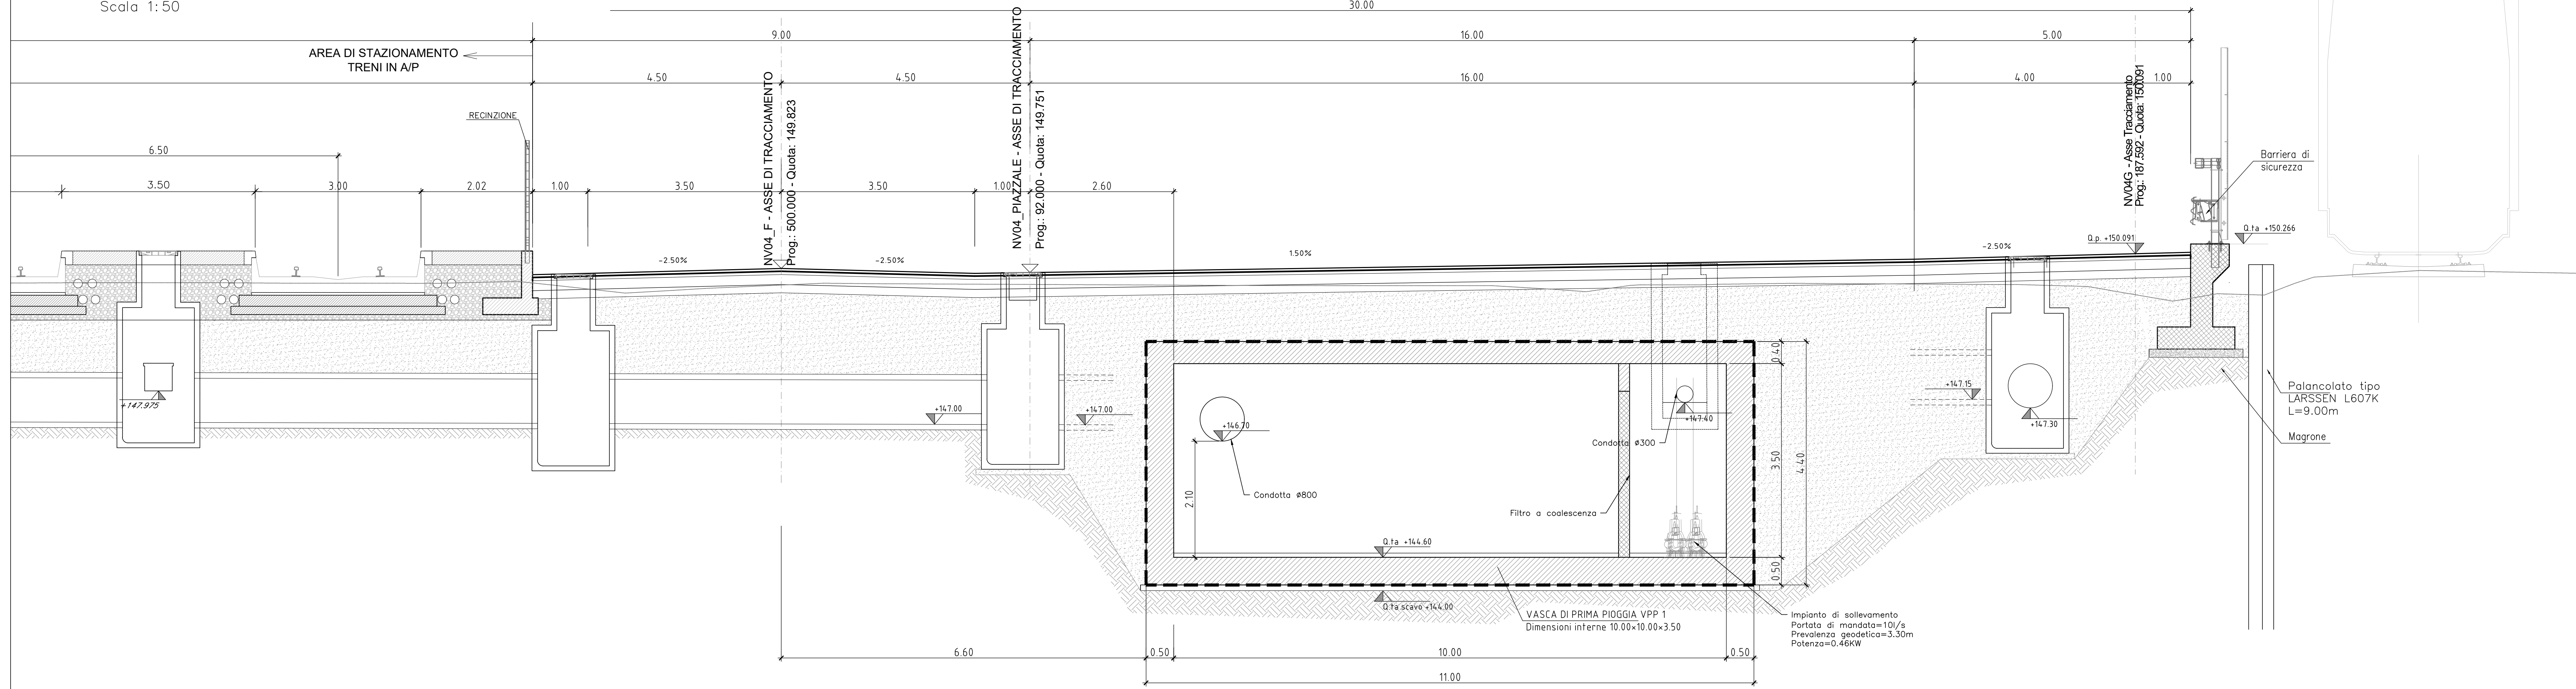 Scala 1:50
30.00
9.00
16.00
5.00
AREA DI STAZIONAMENTO
TRENI IN A/P
4.50
4.50
16.00
4.00
1.00
NV04_F - ASSE DI TRACCIAMENTO
Prog.: 500.000 - Quota: 149.823
NV04_PIAZZALE - ASSE DI TRACCIAMENTO
Prog.: 92.000 - Quota: 149.751
NV04G - Asse Tracciamento
Prog.: 187.592 - Quota: 150.091
RECINZIONE
6.50
Barriera di
sicurezza
3.50
3.00
2.02
1.00
3.50
3.50
1.00
2.60
Q.ta +150.266
Q.p. +150.091
-2.50%
-2.50%
1.50%
-2.50%
0.40
+147.975
+147.00
+147.00
+146.70
+147.40
+147.15
+147.30
Palancolato tipo
LARSSEN L607K
L=9.00m
Magrone
Condotta ø300
3.50
4.40
2.10
Condotta ø800
Filtro a coalescenza
Q.ta +144.60
0.50
Q.ta scavo +144.00
VASCA DI PRIMA PIOGGIA VPP 1
Dimensioni interne 10.00×10.00×3.50
Impianto di sollevamento
Portata di mandata=10l/s
Prevalenza geodetica=3.30m
Potenza=0.46KW
6.60
0.50
10.00
0.50
11.00